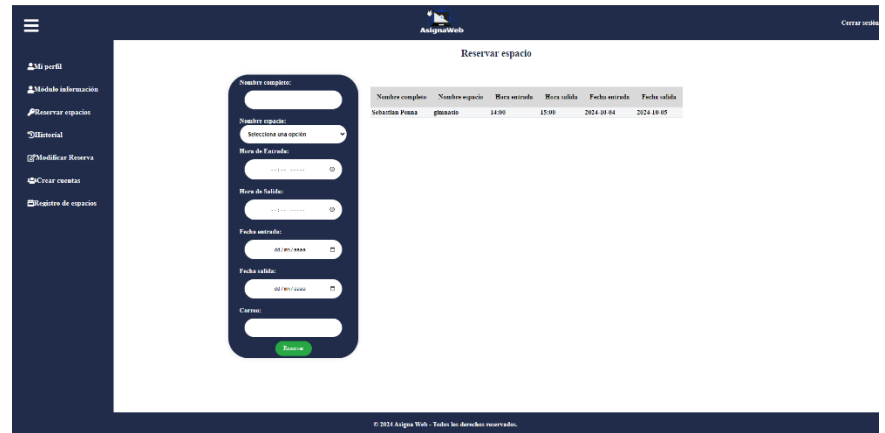 AsignaWeb
Cerrar sesión
Reservar espacio
Mi perfil
Módulo información
Reservar espacios
Historial
Modificar Reserva
Crear cuentas
Registro de espacios
Nombre completo:
Nombre espacio:
Selecciona una opción
Hora de Entrada:
--:-- -----
Hora de Salida:
--:-- -----
Fecha entrada:
dd/mm/aaaa
Fecha salida:
dd/mm/aaaa
Correo:
Reservar
Nombre completo Nombre espacio Hora entrada Hora salida Fecha entrada Fecha salida
Sebastian Penna gimnasio 14:00 15:00 2024-10-04 2024-10-05
© 2024 Asigna Web - Todos los derechos reservados.